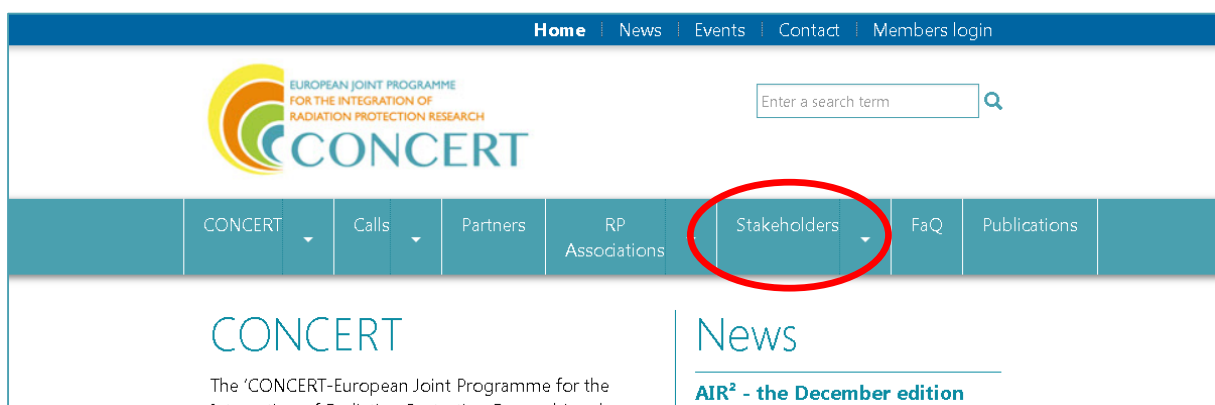 Home News Events Contact Members login
EUROPEAN JOINT PROGRAMME
FOR THE INTEGRATION OF
RADIATION PROTECTION RESEARCH
CONCERT
Enter a search term
CONCERT Calls Partners RP Associations Stakeholders FaQ Publications
CONCERT
The ‘CONCERT-European Joint Programme for the
News
AIR² - the December edition